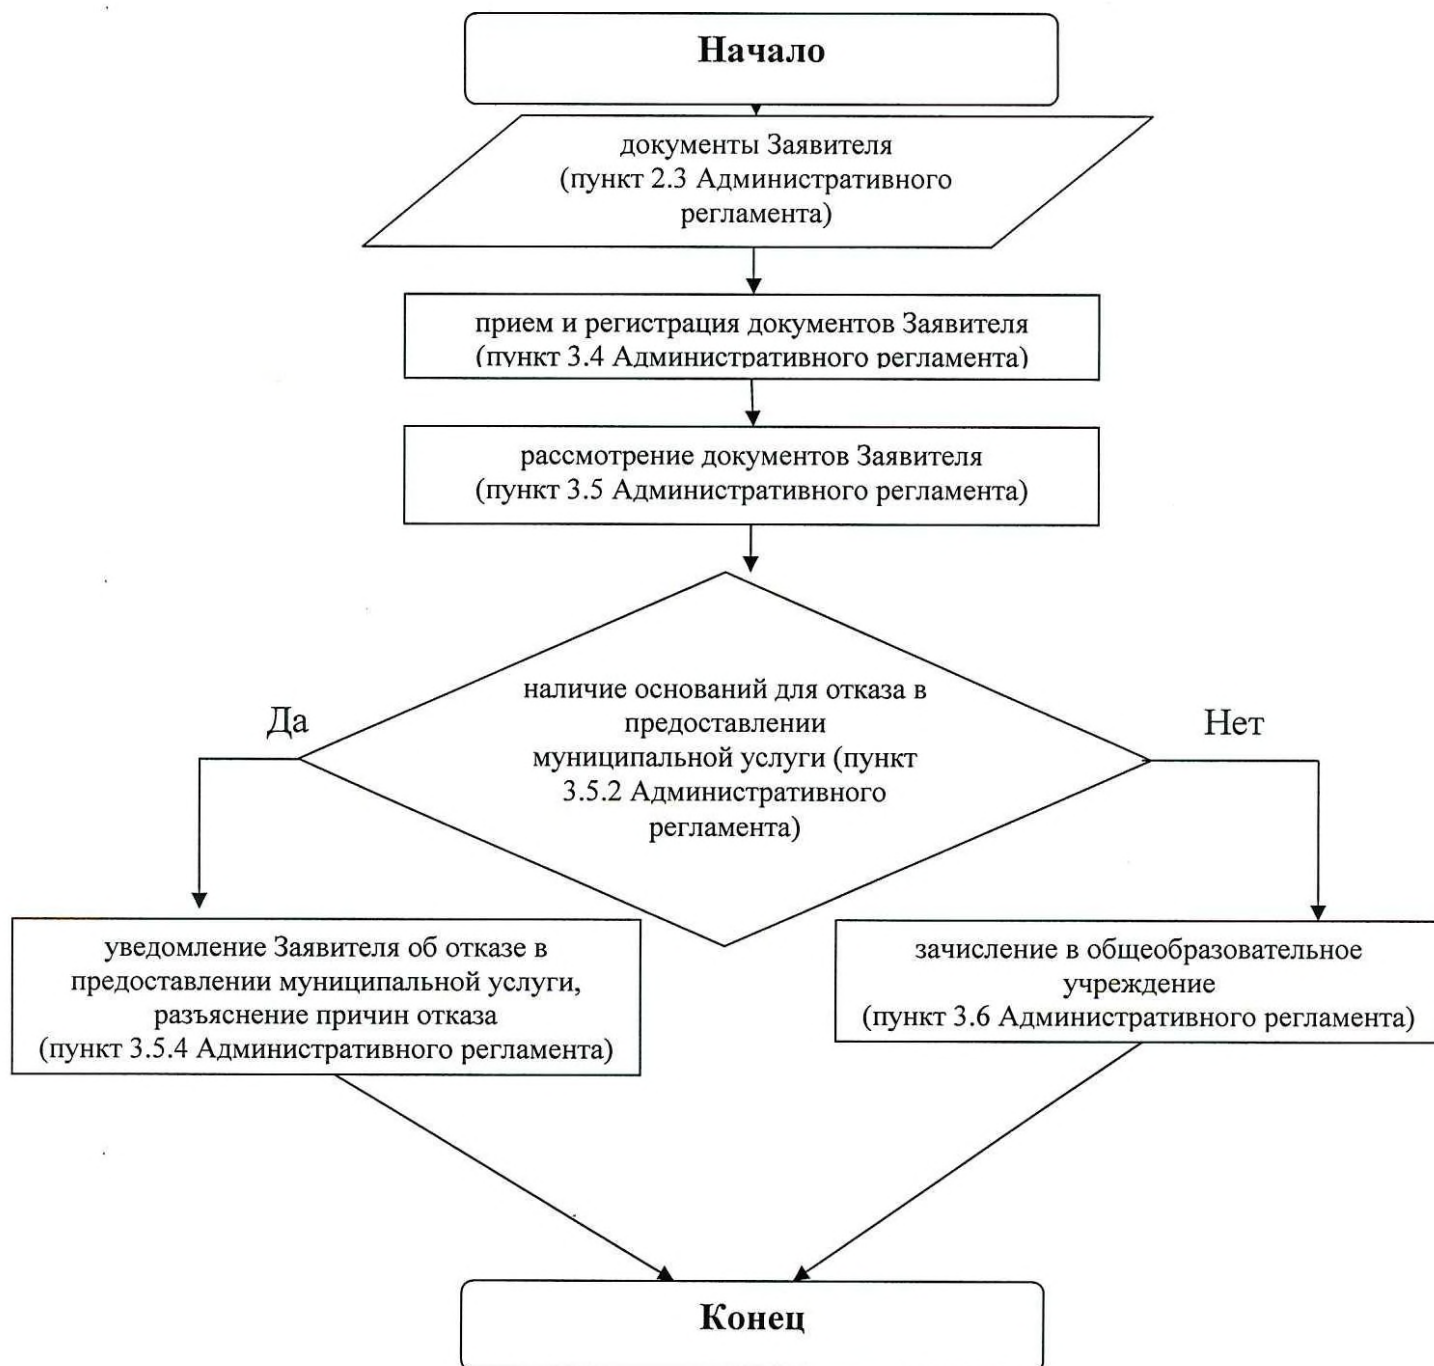 Начало
документы Заявителя
(пункт 2.3 Административного
регламента)
прием и регистрация документов Заявителя
(пункт 3.4 Административного регламента)
рассмотрение документов Заявителя
(пункт 3.5 Административного регламента)
наличие оснований для отказа в
предоставлении
муниципальной услуги (пункт
3.5.2 Административного
регламента)
Да
Нет
уведомление Заявителя об отказе в
предоставлении муниципальной услуги,
разъяснение причин отказа
(пункт 3.5.4 Административного регламента)
зачисление в общеобразовательное
учреждение
(пункт 3.6 Административного регламента)
Конец